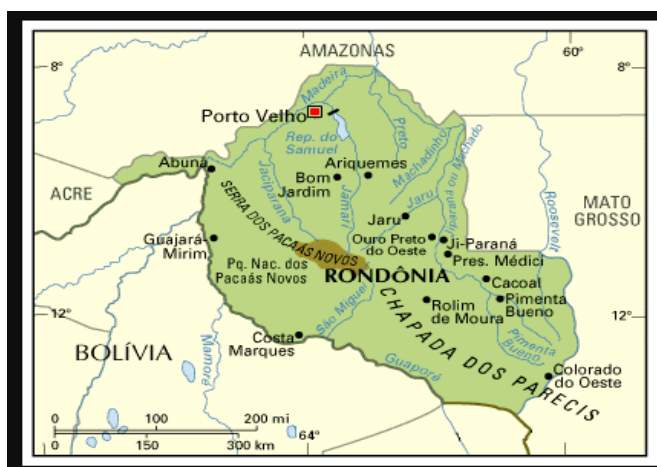 AMAZONAS
60°
8°
8°
Madeira
Porto Velho
Rep. do
Samuel
Preto
Machadinho
Jiparaná ou Machado
Abunã
Ariquemes
Bom
Jardim
Jaciparaná
Jamari
Jaru
ACRE
MATO
GROSSO
Roosevelt
SERRA DOS PACAÁS NOVOS
Jaru
Guajará-
Mirim
Ouro Preto
do Oeste
Ji-Paraná
Pres. Médici
Pq. Nac. dos
Pacaás Novos
RONDÔNIA
Cacoal
Pimenta
Bueno
Rolim
de Moura
São Miguel
CHAPADA DOS PARECIS
12°
12°
Costa
Marques
Pimenta
Bueno
BOLÍVIA
Mamoré
Guaporé
Colorado
do Oeste
0 100 200 mi
0 150 300 km
64°